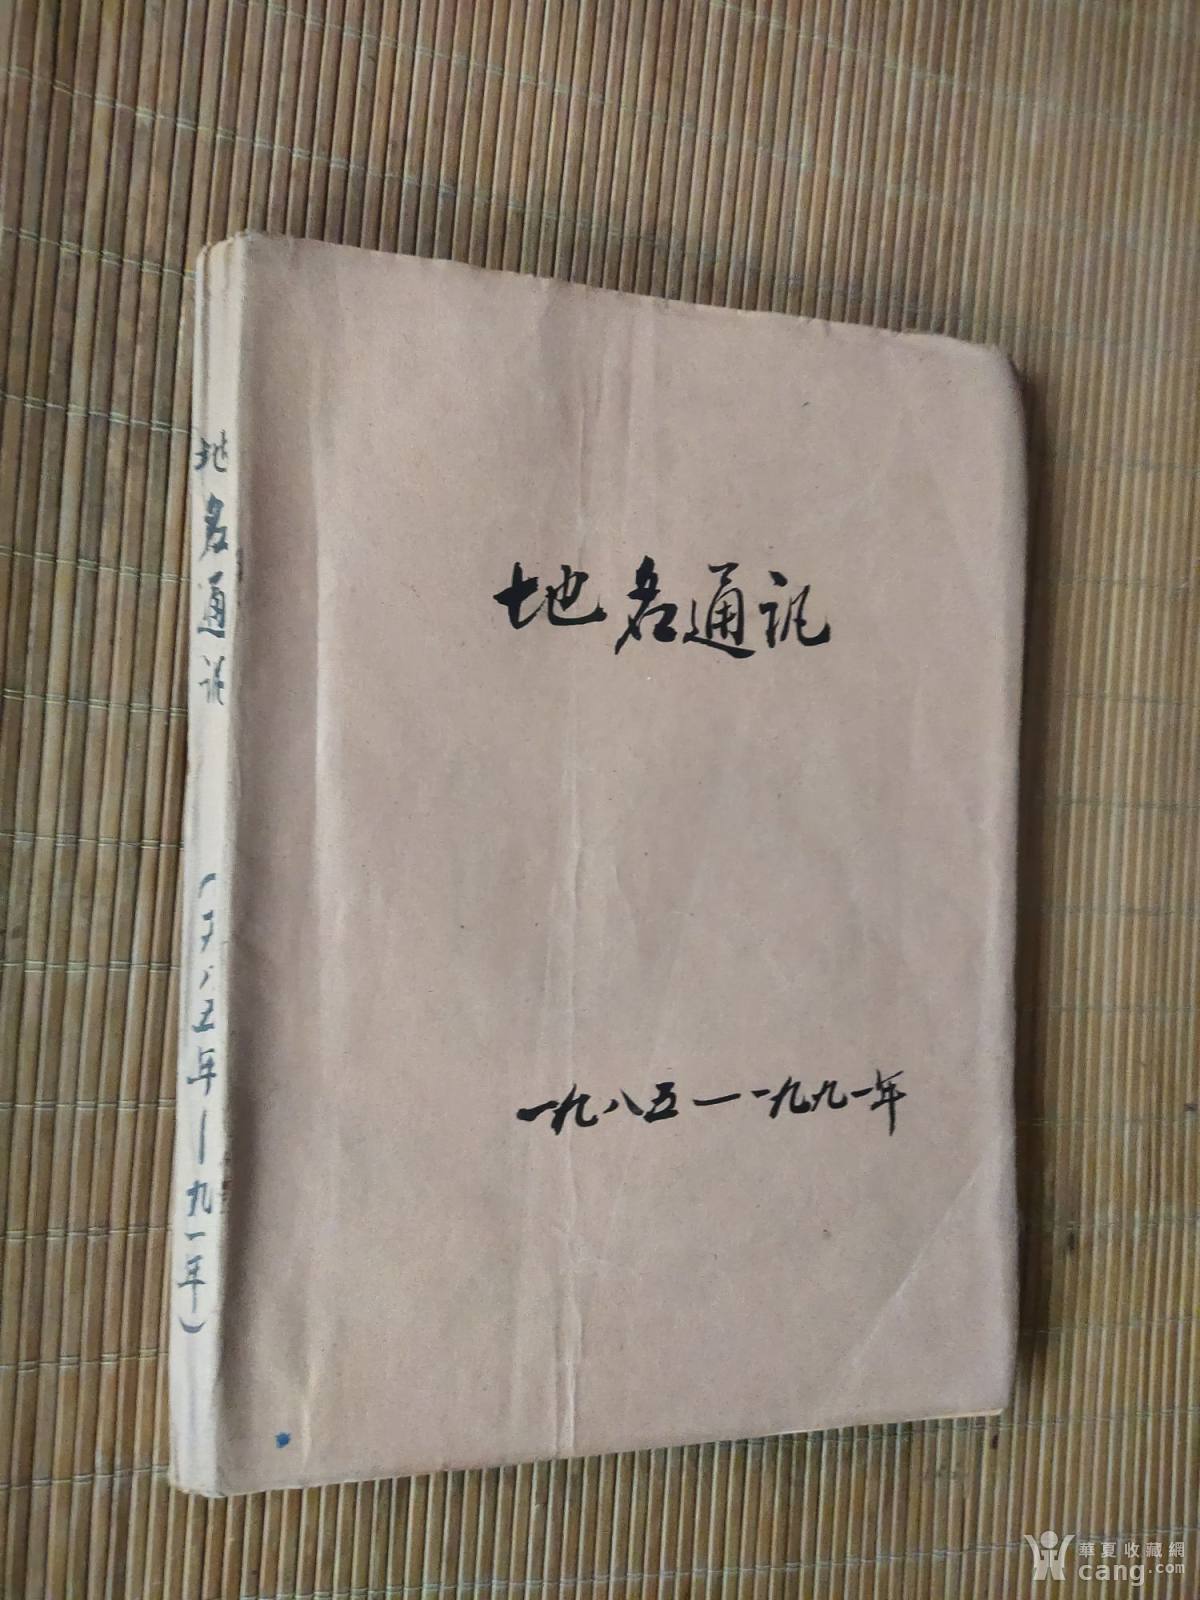 地名通讯
一九八五—一九九一年
地名通讯
(一九八五年—九一年)
華夏收藏網
cang.com